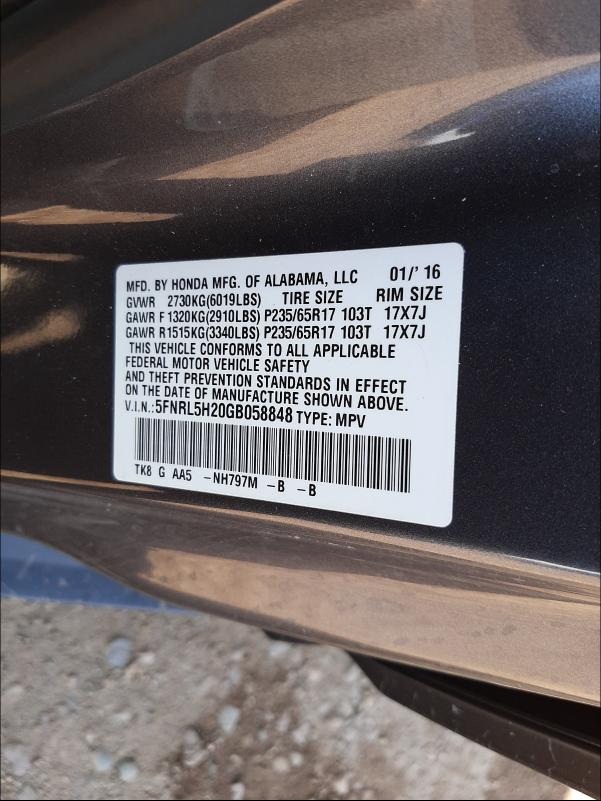 MFD. BY HONDA MFG. OF ALABAMA, LLC 01/'16
GVWR 2730KG(6019LBS) TIRE SIZE RIM SIZE
GAWR F 1320KG(2910LBS) P235/65R17 103T 17X7J
GAWR R1515KG(3340LBS) P235/65R17 103T 17X7J
THIS VEHICLE CONFORMS TO ALL APPLICABLE
FEDERAL MOTOR VEHICLE SAFETY
AND THEFT PREVENTION STANDARDS IN EFFECT
ON THE DATE OF MANUFACTURE SHOWN ABOVE.
V.I.N.: 5FNRL5H20GB058848 TYPE: MPV
TK8 G AA5 -NH797M -B -B